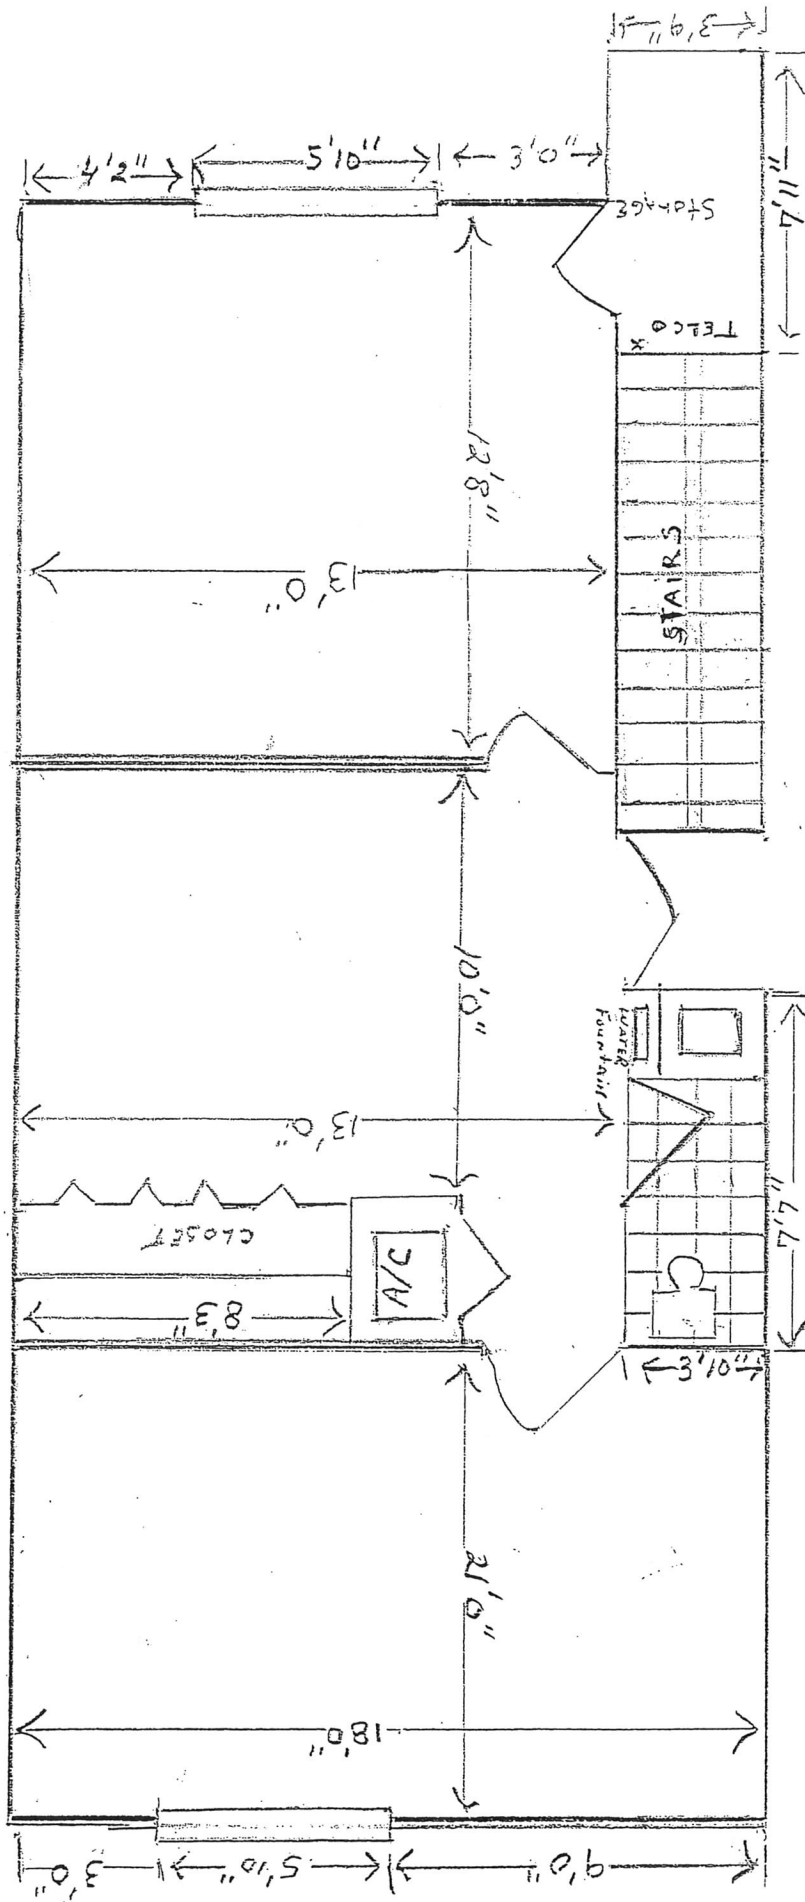 3'9"
7'11"
4'2"
5'10"
3'0"
STORAGE
TELCO
x
12'8"
13'0"
STAIRS
10'0"
WATER
Fountain
13'0"
7'7"
CLOSET
A/C
8'3"
3'10"
21'0"
18'0"
3'0"
5'10"
9'0"